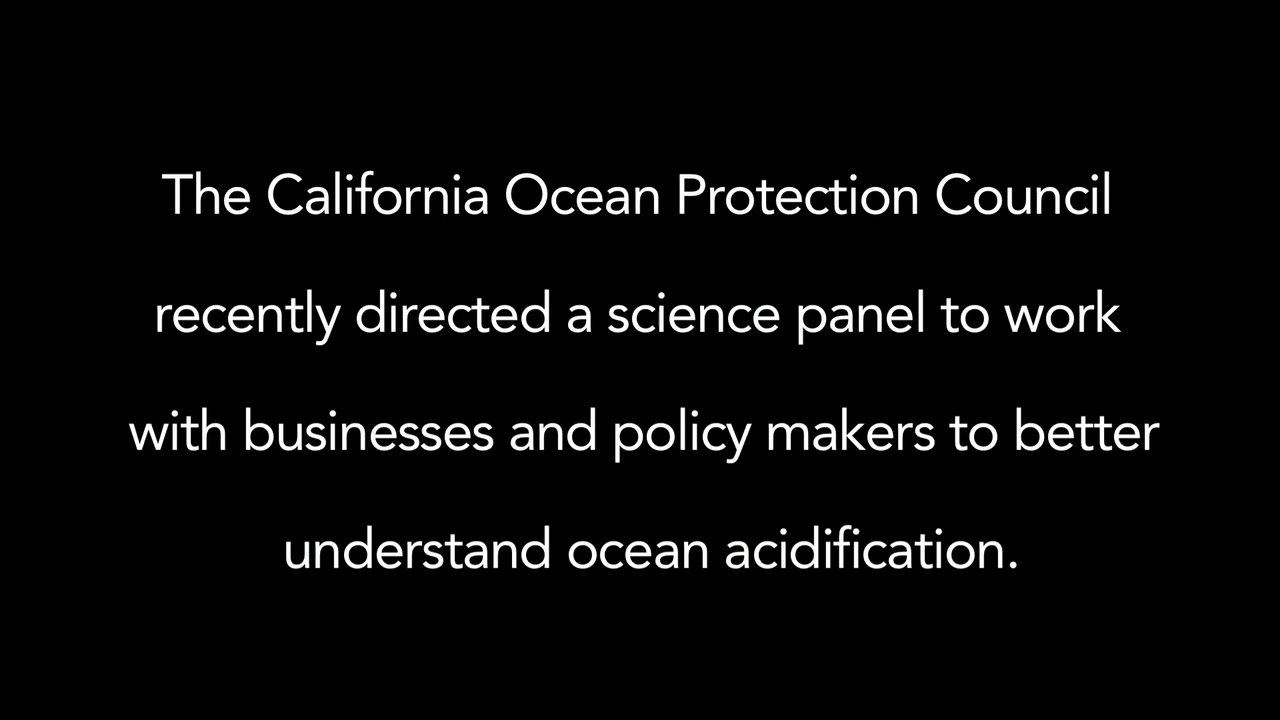 The California Ocean Protection Council
recently directed a science panel to work
with businesses and policy makers to better
understand ocean acidification.